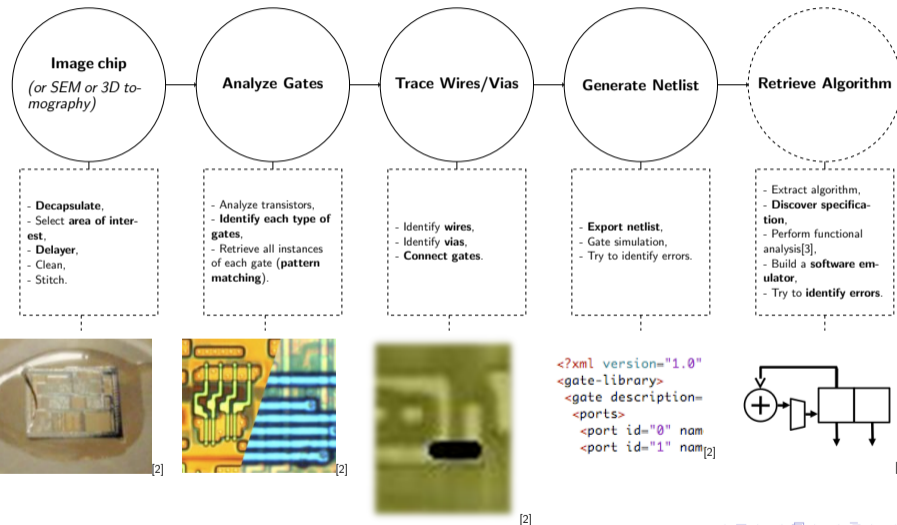 Image chip
(or SEM or 3D to-
mography)
Analyze Gates
Trace Wires/Vias
Generate Netlist
Retrieve Algorithm
- Decapsulate,
- Select area of inter-
est,
- Delayer,
- Clean,
- Stitch.
- Analyze transistors,
- Identify each type of
gates,
- Retrieve all instances
of each gate (pattern
matching).
- Identify wires,
- Identify vias,
- Connect gates.
- Export netlist,
- Gate simulation,
- Try to identify errors.
- Extract algorithm,
- Discover specifica-
tion,
- Perform functional
analysis[3],
- Build a software em-
ulator,
- Try to identify errors.
[2]
[2]
[2]
<?xml version="1.0"
<gate-library>
<gate description=
<ports>
<port id="0" nam
<port id="1" nam[2]